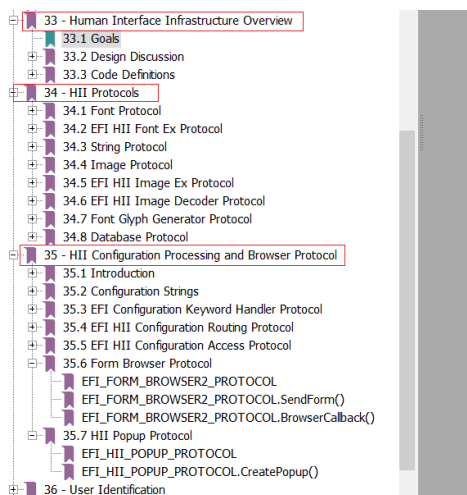 33 - Human Interface Infrastructure Overview
33.1 Goals
33.2 Design Discussion
33.3 Code Definitions
34 - HII Protocols
34.1 Font Protocol
34.2 EFI HII Font Ex Protocol
34.3 String Protocol
34.4 Image Protocol
34.5 EFI HII Image Ex Protocol
34.6 EFI HII Image Decoder Protocol
34.7 Font Glyph Generator Protocol
34.8 Database Protocol
35 - HII Configuration Processing and Browser Protocol
35.1 Introduction
35.2 Configuration Strings
35.3 EFI Configuration Keyword Handler Protocol
35.4 EFI HII Configuration Routing Protocol
35.5 EFI HII Configuration Access Protocol
35.6 Form Browser Protocol
EFI_FORM_BROWSER2_PROTOCOL
EFI_FORM_BROWSER2_PROTOCOL.SendForm()
EFI_FORM_BROWSER2_PROTOCOL.BrowserCallback()
35.7 HII Popup Protocol
EFI_HII_POPUP_PROTOCOL
EFI_HII_POPUP_PROTOCOL.CreatePopup()
36 - User Identification